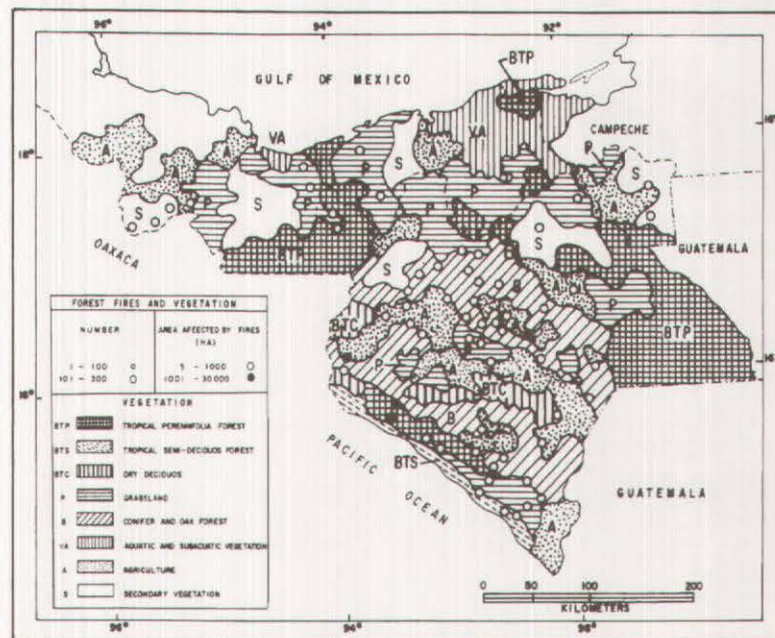 96° 94 92°
BTP
GULF OF MEXICO
18°
18°
VA
VA
CAMPECHE
P
A
A
A
A
P
S
S
P
S
P
S
P
P
A
OAXACA
S
GUATEMALA
BTP
S
B
A
P
BTP
BTC
A
P
A
A
BTC
16°
16°
B
BTS
PACIFIC OCEAN
GUATEMALA
A
FOREST FIRES AND VEGETATION
NUMBER
AREA AFFECTED BY FIRES (HA)
1 - 100
5 - 1000
101 - 300
1001 - 30000
VEGETATION
BTP TROPICAL PERENNIFOLIA FOREST
BTS TROPICAL SEMI-DECIDUOS FOREST
BTC DRY DECIDUOS
P GRASSLAND
B CONIFER AND OAK FOREST
VA AQUATIC AND SUBACUATIC VEGETATION
A AGRICULTURE
S SECONDARY VEGETATION
0 50 100 200
KILOMETERS
96° 94°